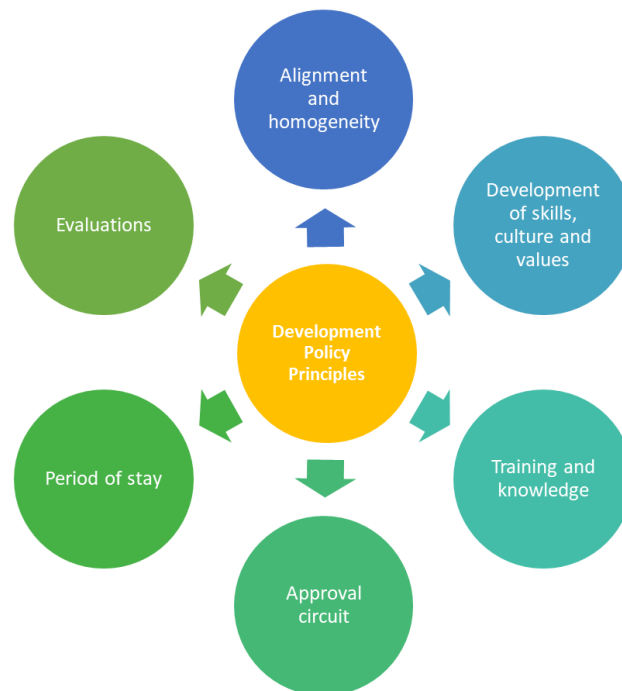 Alignment
and
homogeneity
Development
of skills,
culture and
values
Training and
knowledge
Approval
circuit
Period of stay
Evaluations
Development
Policy
Principles